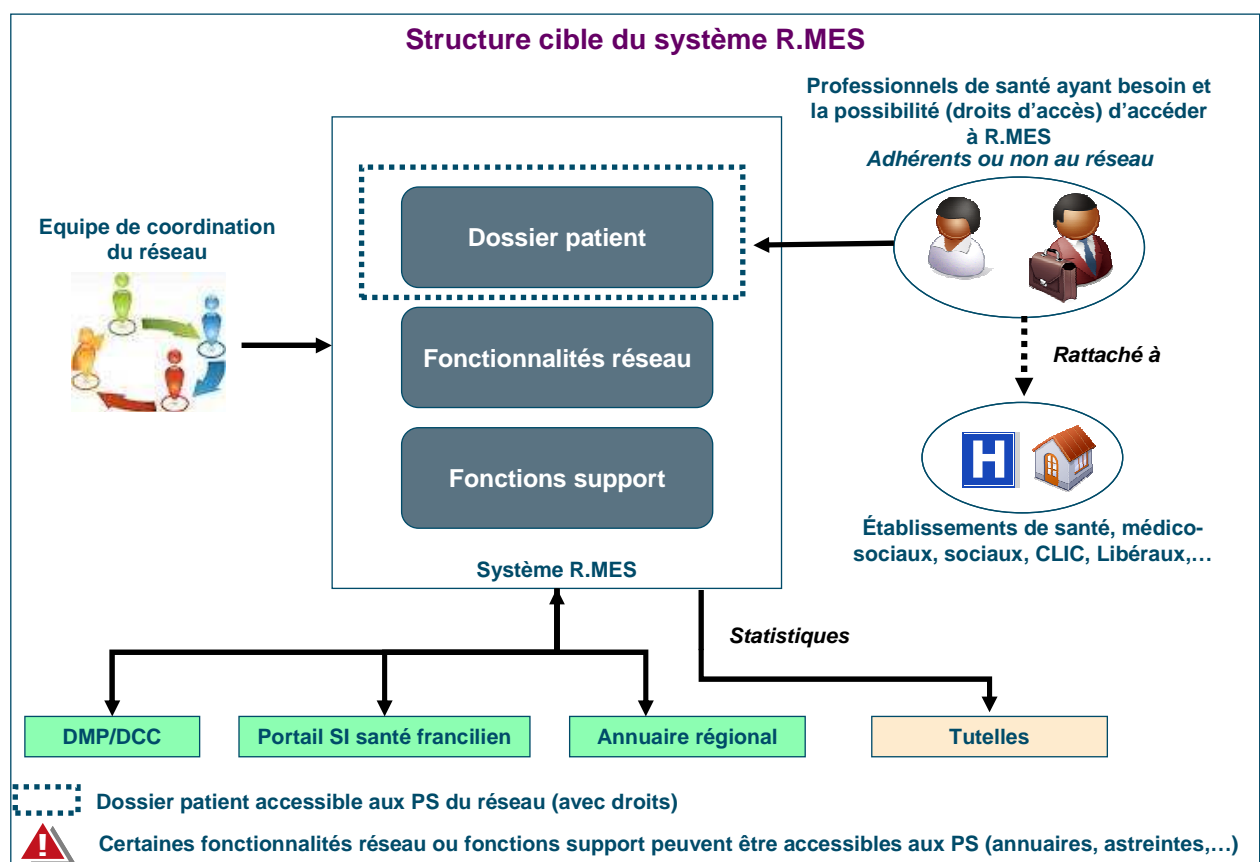 Structure cible du système R.MES
Professionnels de santé ayant besoin et
la possibilité (droits d'accès) d'accéder
à R.MES
Adhérents ou non au réseau
Equipe de coordination
du réseau
Dossier patient
Fonctionnalités réseau
Fonctions support
Système R.MES
Rattaché à
H
Établissements de santé, médico-
sociaux, sociaux, CLIC, Libéraux,…
Statistiques
DMP/DCC
Portail SI santé francilien
Annuaire régional
Tutelles
Dossier patient accessible aux PS du réseau (avec droits)
! Certaines fonctionnalités réseau ou fonctions support peuvent être accessibles aux PS (annuaires, astreintes,…)